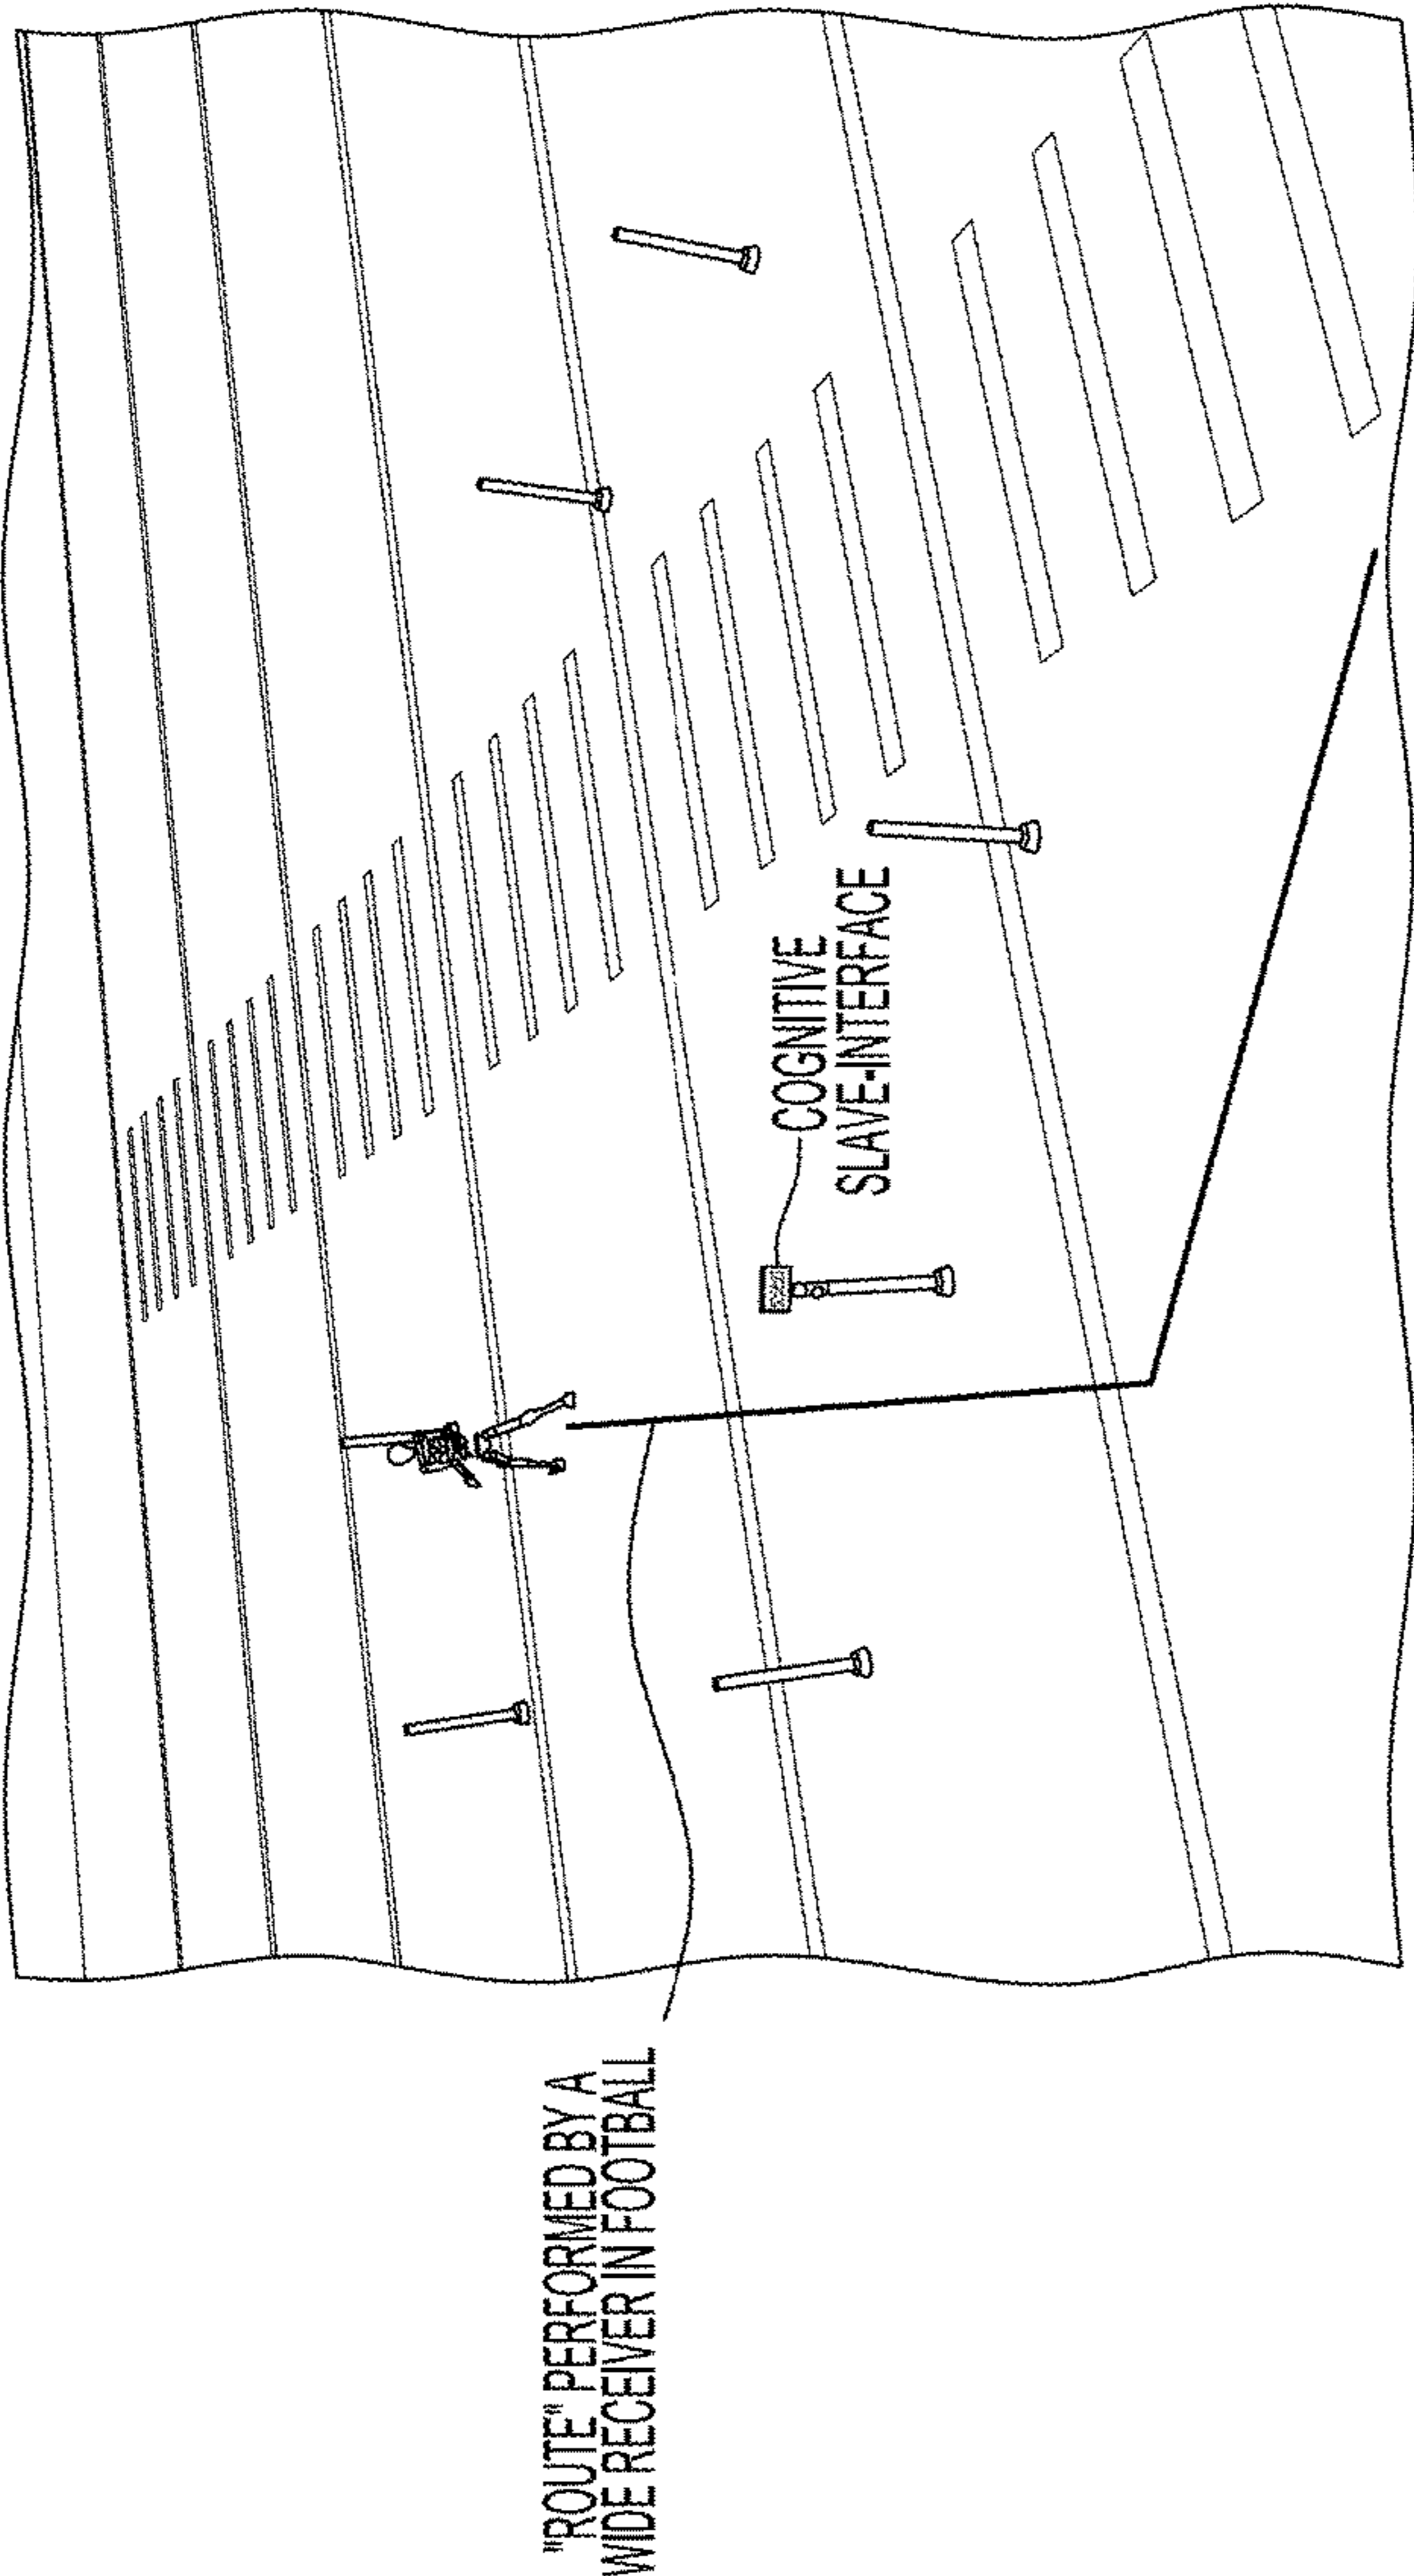 "ROUTE" PERFORMED BY A
WIDE RECEIVER IN FOOTBALL
COGNITIVE
SLAVE-INTERFACE